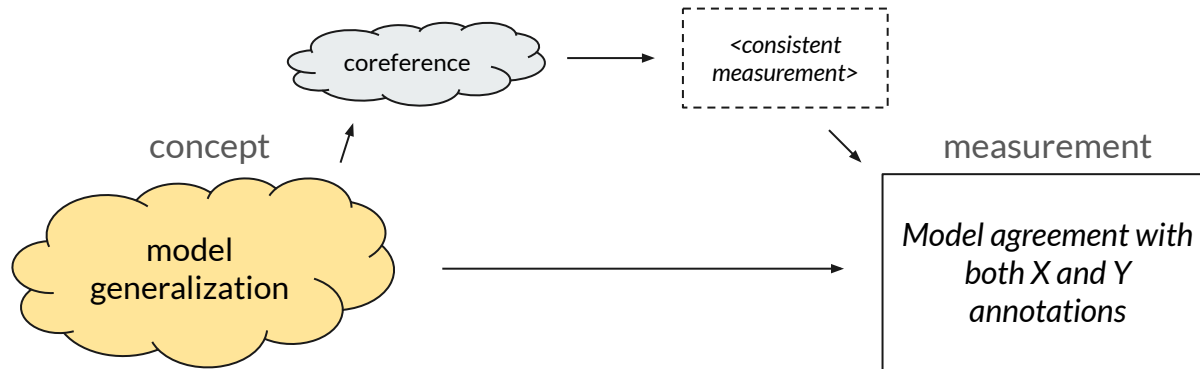 coreference
<consistent
measurement>
concept
measurement
model
generalization
Model agreement with
both X and Y
annotations